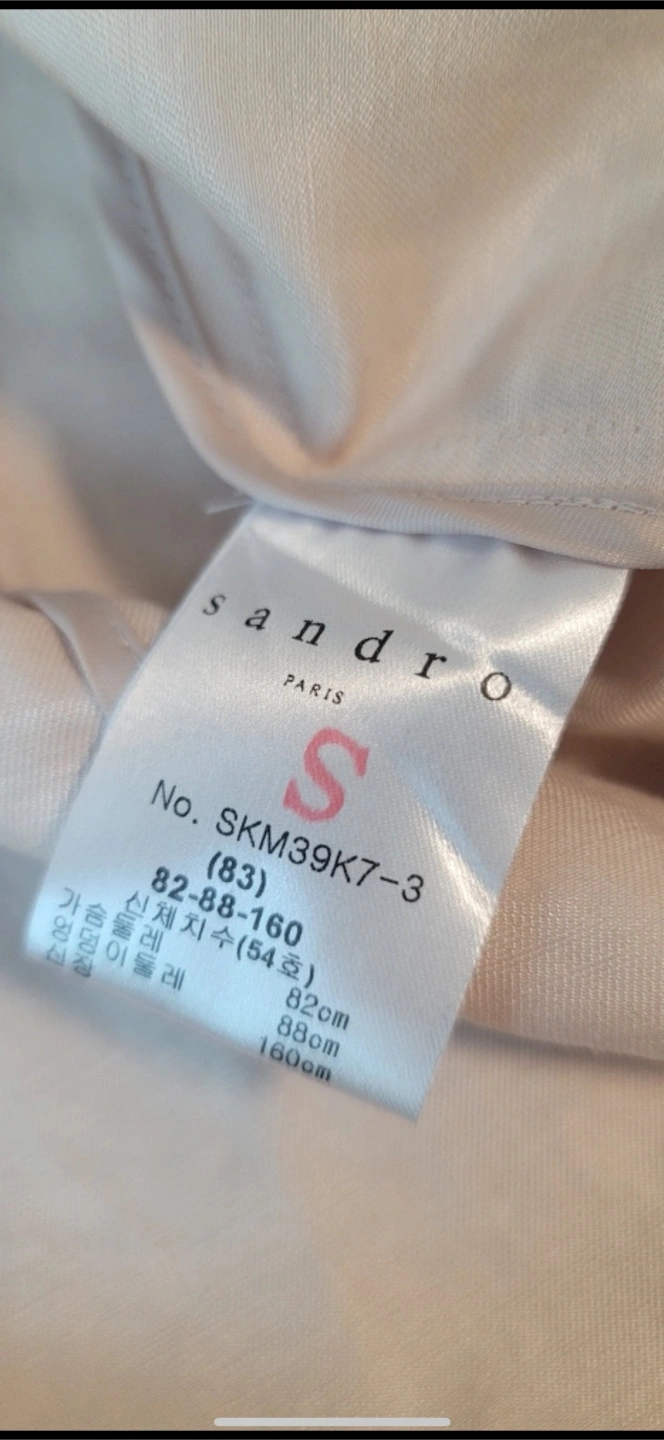 sandro
PARIS
S
No. SKM39K7-3
(83)
82-88-160
신체치수(54호)
가슴둘레 82cm
엉덩이둘레 88cm
신장 160cm